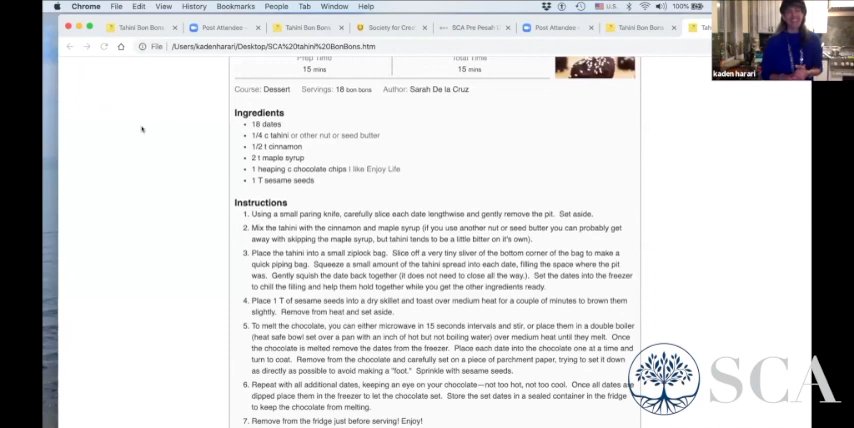 Chrome File Edit View History Bookmarks People Tab Window Help U.S. 100%
Tahini Bon Bons Post Attendee - Tahini Bon Bons Society for Crea SCA Pre Pesah Post Attendee - Tahini Bon Bons
File /Users/kadenharari/Desktop/SCA%20tahini%20BonBons.htm
kaden harari
Prep Time Total Time
15 mins 15 mins
Course: Dessert Servings: 18 bon bons Author: Sarah De la Cruz
Ingredients
• 18 dates
• 1/4 c tahini or other nut or seed butter
• 1/2 t cinnamon
• 2 t maple syrup
• 1 heaping c chocolate chips I like Enjoy Life
• 1 T sesame seeds
Instructions
1. Using a small paring knife, carefully slice each date lengthwise and gently remove the pit. Set aside.
2. Mix the tahini with the cinnamon and maple syrup (if you use another nut or seed butter you can probably get
away with skipping the maple syrup, but tahini tends to be a little bitter on it's own).
3. Place the tahini into a small ziplock bag. Slice off a very tiny sliver of the bottom corner of the bag to make a
quick piping bag. Squeeze a small amount of the tahini spread into each date, filling the space where the pit
was. Gently squish the date back together (it does not need to close all the way.). Set the dates into the freezer
to chill the filling and help them hold together while you get the other ingredients ready.
4. Place 1 T of sesame seeds into a dry skillet and toast over medium heat for a couple of minutes to brown them
slightly. Remove from heat and set aside.
5. To melt the chocolate, you can either microwave in 15 seconds intervals and stir, or place them in a double boiler
(heat safe bowl set over a pan with an inch of hot but not boiling water) over medium heat until they melt. Once
the chocolate is melted remove the dates from the freezer. Place each date into the chocolate one at a time and
turn to coat. Remove from the chocolate and carefully set on a piece of parchment paper, trying to set it down
as directly as possible to avoid making a "foot." Sprinkle with sesame seeds.
6. Repeat with all additional dates, keeping an eye on your chocolate—not too hot, not too cool. Once all dates are
dipped place them in the freezer to let the chocolate set. Store the set dates in a sealed container in the fridge
to keep the chocolate from melting.
7. Remove from the fridge just before serving! Enjoy!
SCA